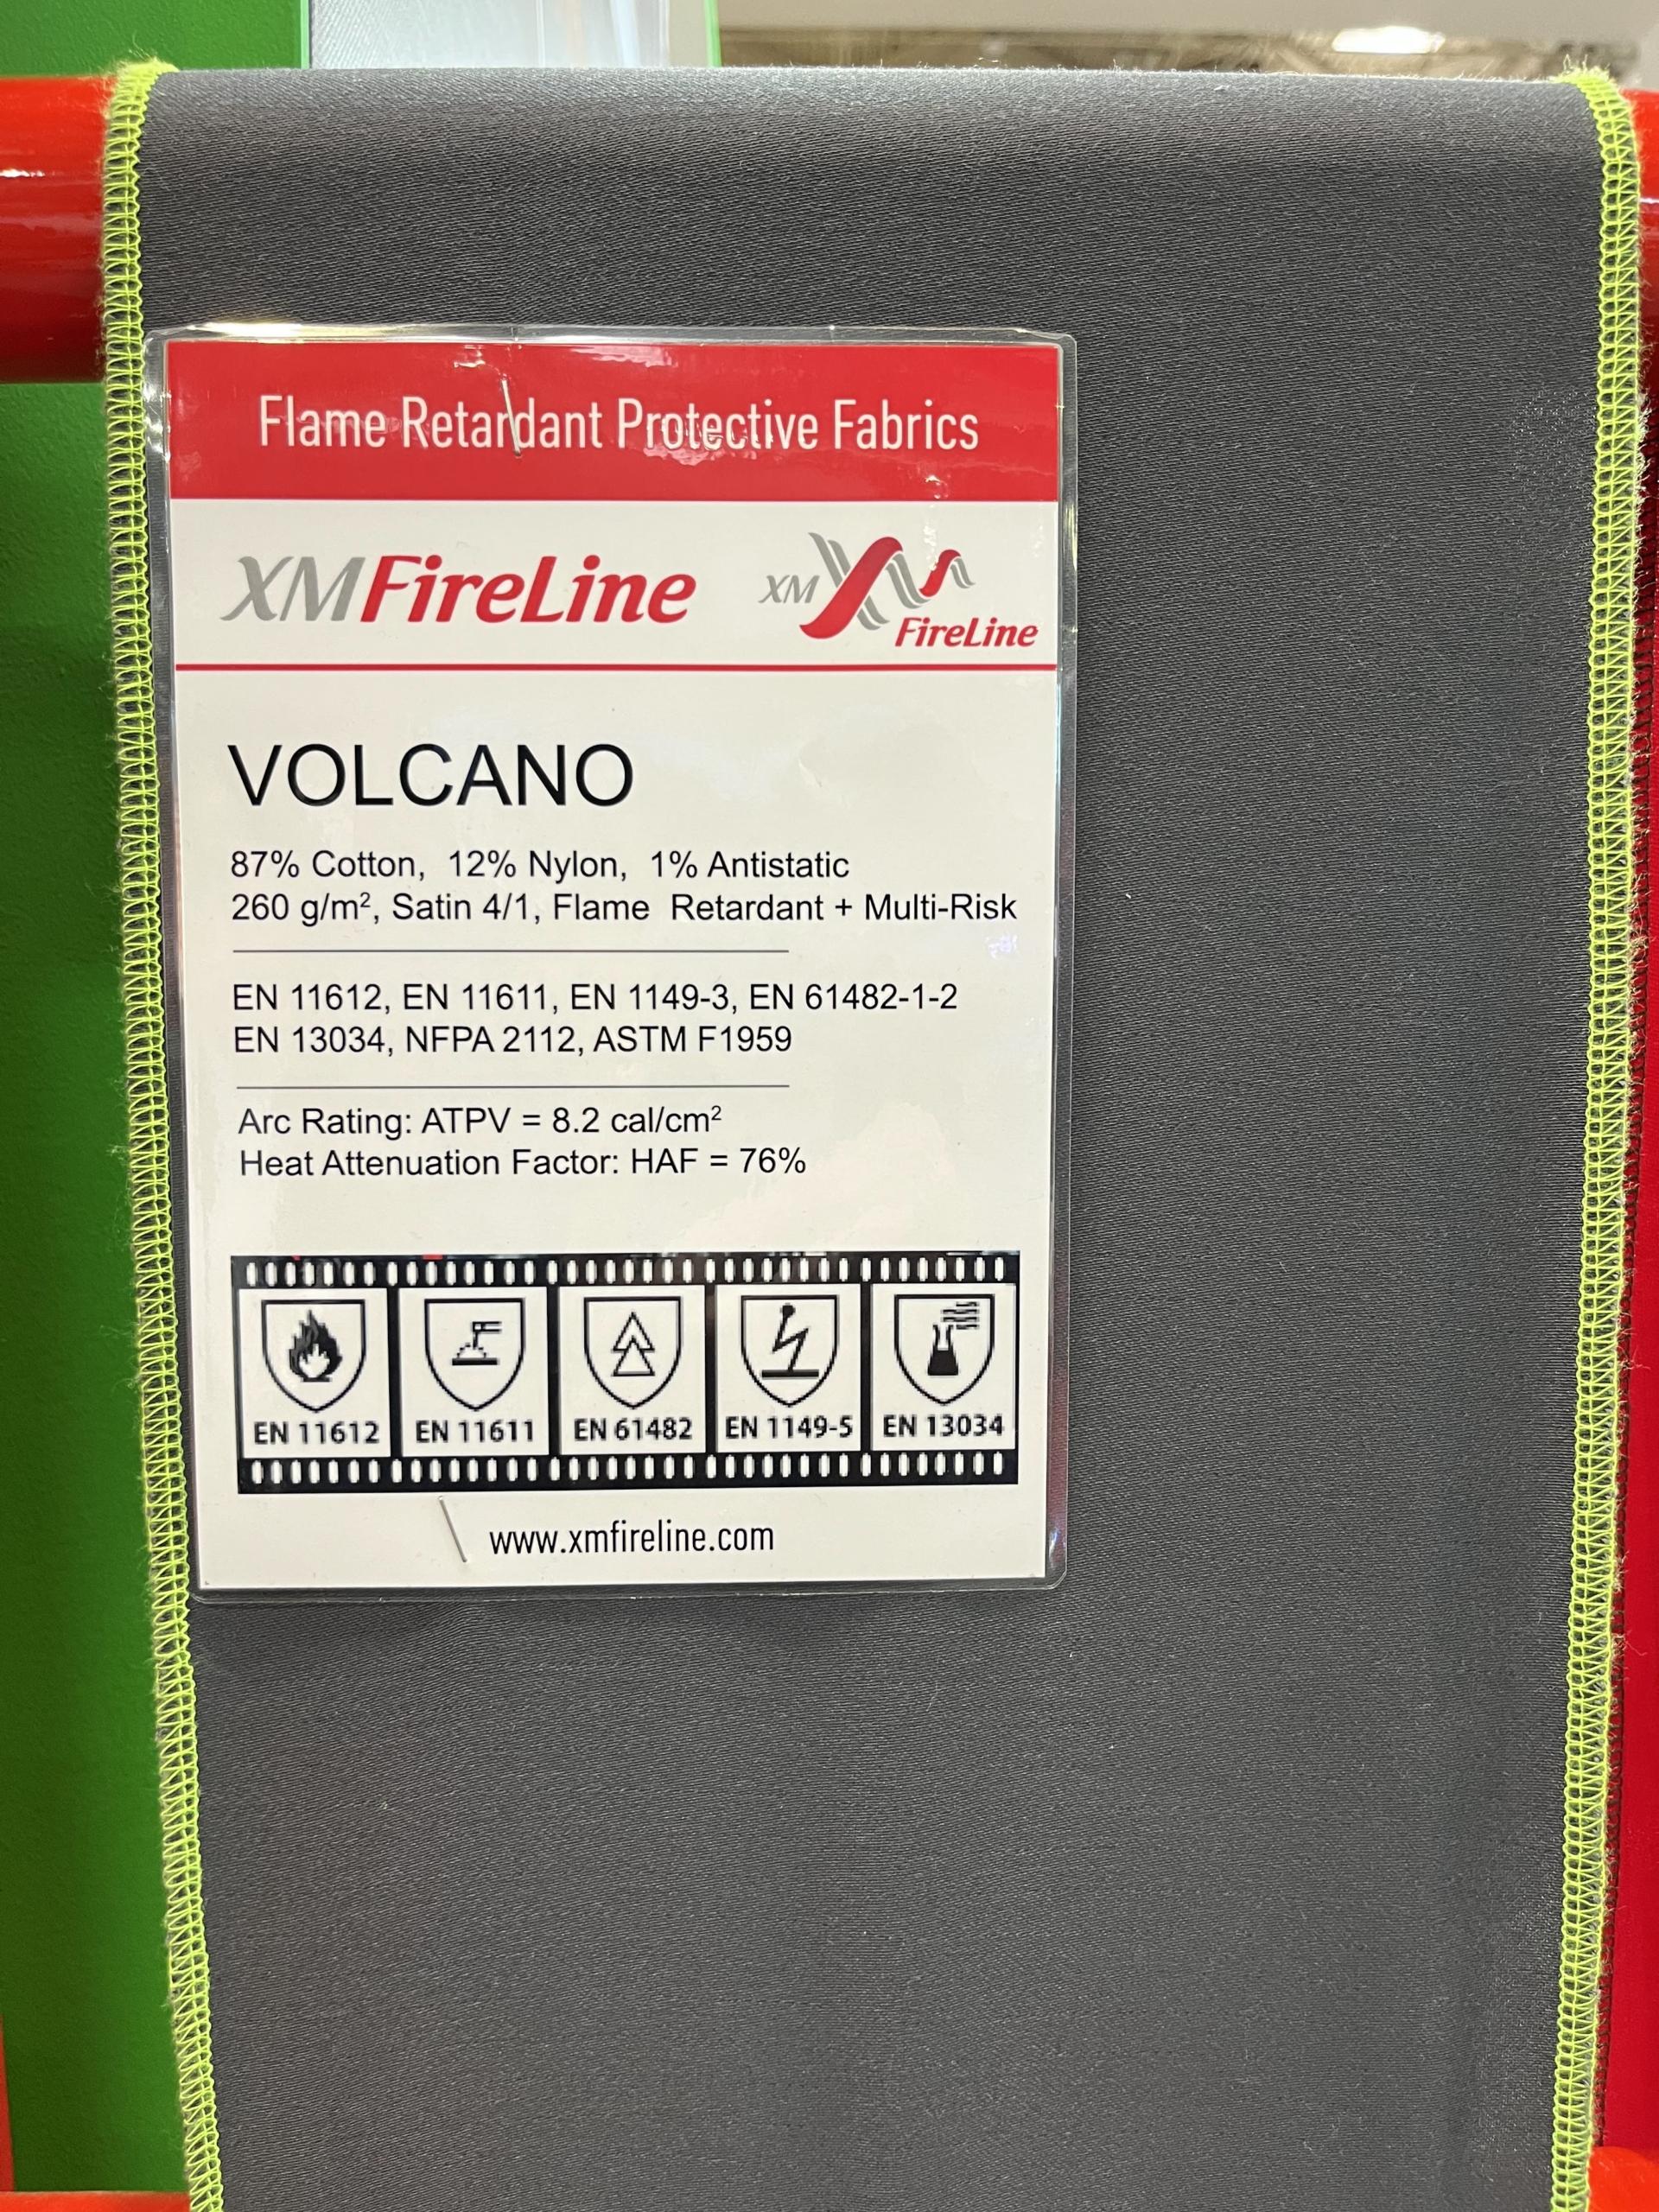 Flame Retardant Protective Fabrics
XMFireLine
XM
FireLine
VOLCANO
87% Cotton, 12% Nylon, 1% Antistatic
260 g/m², Satin 4/1, Flame Retardant + Multi-Risk
EN 11612, EN 11611, EN 1149-3, EN 61482-1-2
EN 13034, NFPA 2112, ASTM F1959
Arc Rating: ATPV = 8.2 cal/cm²
Heat Attenuation Factor: HAF = 76%
EN 11612 EN 11611 EN 61482 EN 1149-5 EN 13034
www.xmfireline.com